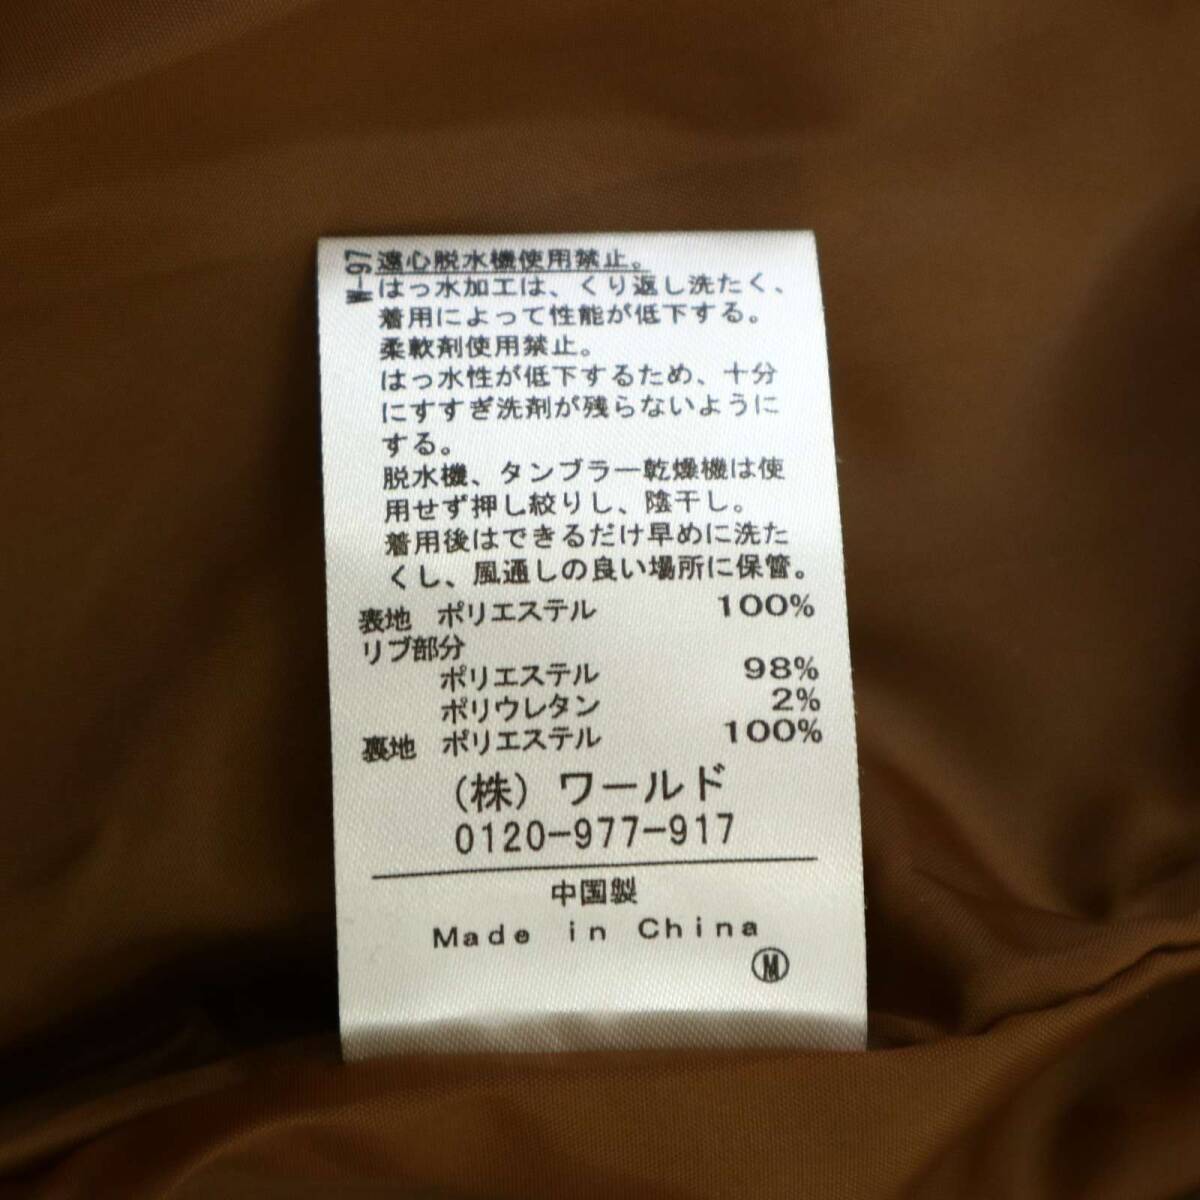 W-97
遠心脱水機使用禁止。
はっ水加工は、くり返し洗たく、
着用によって性能が低下する。
柔軟剤使用禁止。
はっ水性が低下するため、十分
にすすぎ洗剤が残らないように
する。
脱水機、タンブラー乾燥機は使
用せず押し絞りし、陰干し。
着用後はできるだけ早めに洗た
くし、風通しの良い場所に保管。
表地 ポリエステル 100%
リブ部分
ポリエステル 98%
ポリウレタン 2%
裏地 ポリエステル 100%
(株) ワールド
0120-977-917
中国製
Made in China
Ⓜ